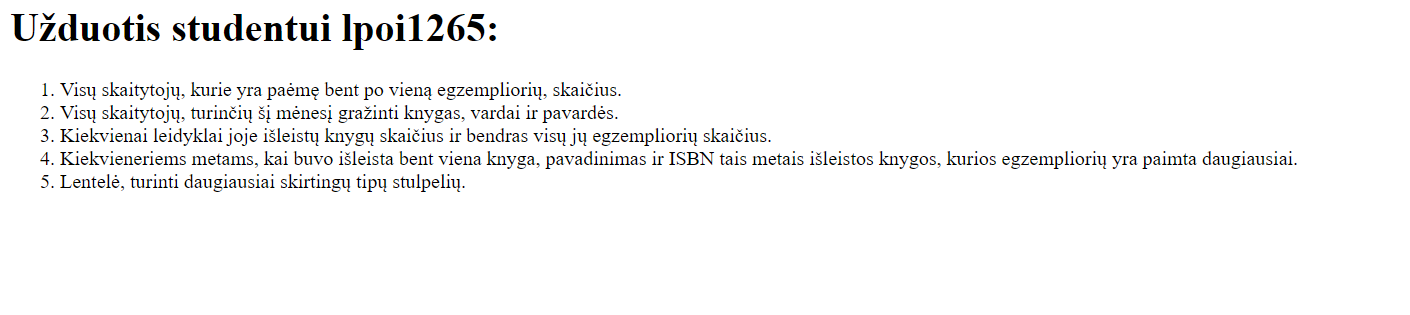 Užduotis studentui lpoi1265:
1. Visų skaitytojų, kurie yra paėmę bent po vieną egzempliorių, skaičius.
2. Visų skaitytojų, turinčių šį mėnesį gražinti knygas, vardai ir pavardės.
3. Kiekvienai leidyklai joje išleistų knygų skaičius ir bendras visų jų egzempliorių skaičius.
4. Kiekvieneriems metams, kai buvo išleista bent viena knyga, pavadinimas ir ISBN tais metais išleistos knygos, kurios egzempliorių yra paimta daugiausiai.
5. Lentelė, turinti daugiausiai skirtingų tipų stulpelių.